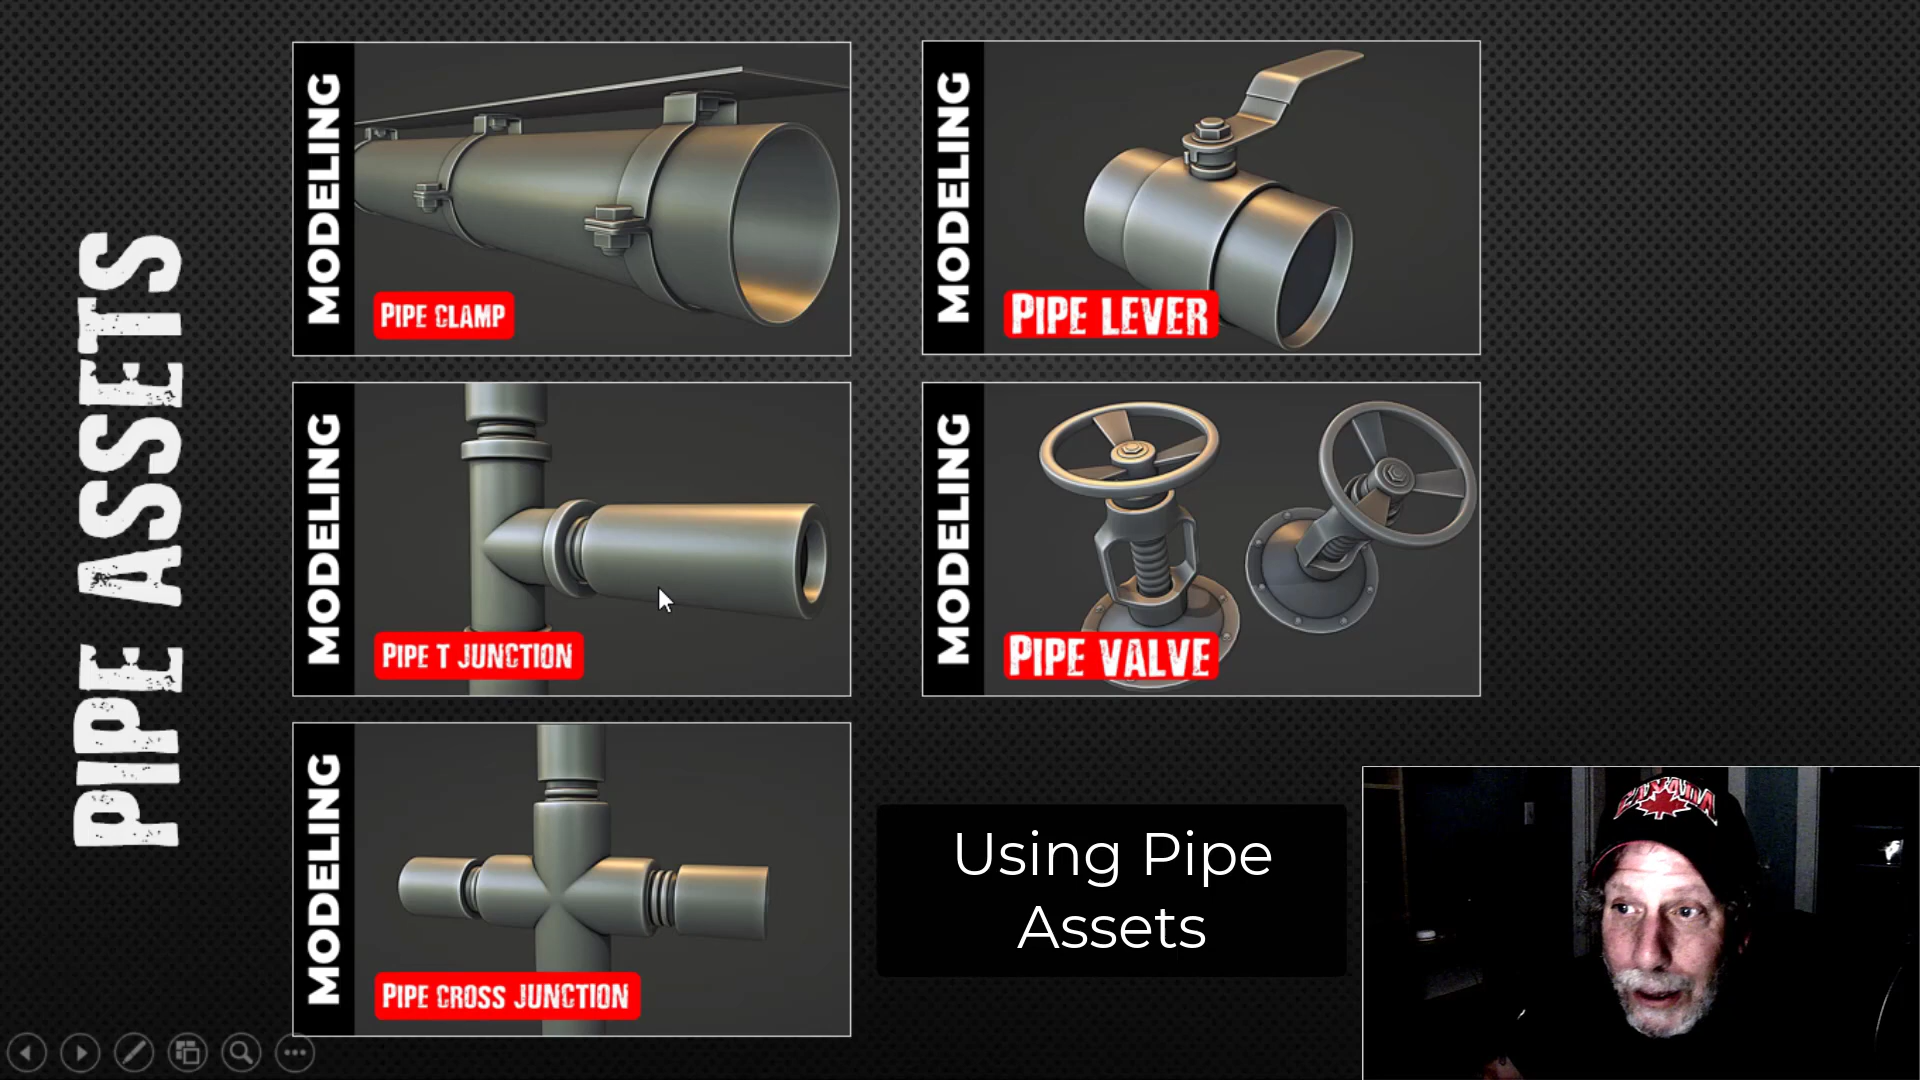 PIPE ASSETS
MODELING
PIPE CLAMP
MODELING
PIPE LEVER
MODELING
PIPE T JUNCTION
MODELING
PIPE VALVE
MODELING
PIPE CROSS JUNCTION
Using Pipe
Assets
CANADA